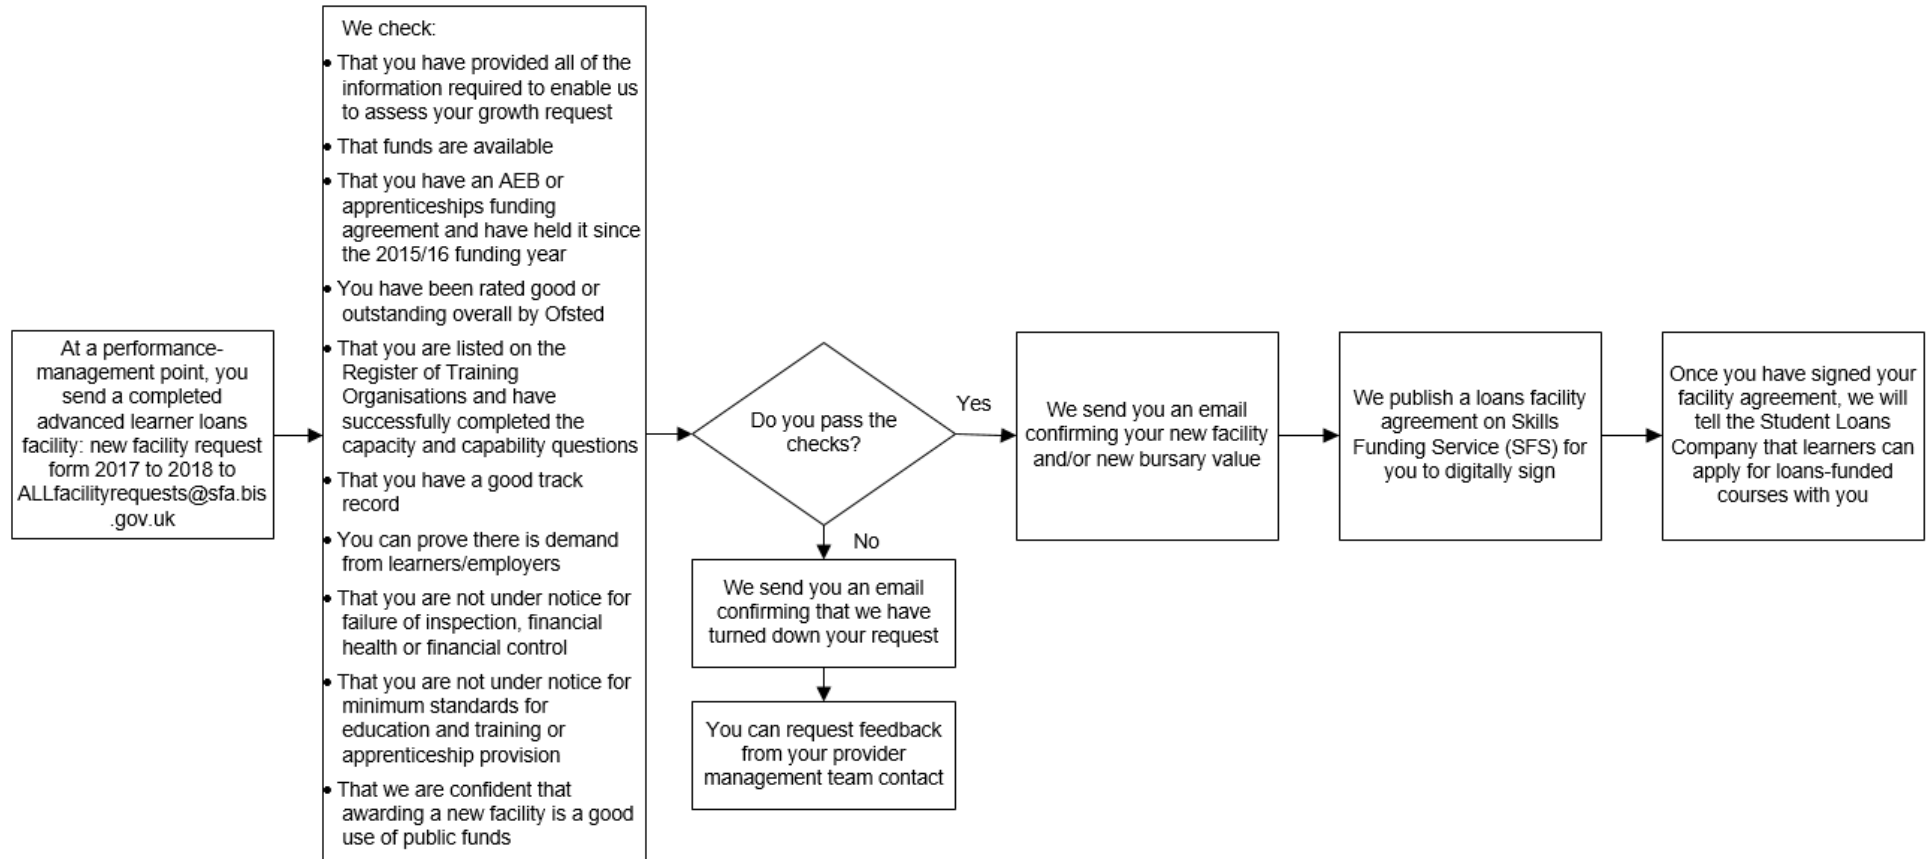 At a performance-
management point, you
send a completed
advanced learner loans
facility: new facility request
form 2017 to 2018 to
ALLfacilityrequests@sfa.bis
.gov.uk
We check:
• That you have provided all of the
information required to enable us
to assess your growth request
• That funds are available
• That you have an AEB or
apprenticeships funding
agreement and have held it since
the 2015/16 funding year
• You have been rated good or
outstanding overall by Ofsted
• That you are listed on the
Register of Training
Organisations and have
successfully completed the
capacity and capability questions
• That you have a good track
record
• You can prove there is demand
from learners/employers
• That you are not under notice for
failure of inspection, financial
health or financial control
• That you are not under notice for
minimum standards for
education and training or
apprenticeship provision
• That we are confident that
awarding a new facility is a good
use of public funds
Do you pass the
checks?
Yes
We send you an email
confirming your new facility
and/or new bursary value
We publish a loans facility
agreement on Skills
Funding Service (SFS) for
you to digitally sign
Once you have signed your
facility agreement, we will
tell the Student Loans
Company that learners can
apply for loans-funded
courses with you
No
We send you an email
confirming that we have
turned down your request
You can request feedback
from your provider
management team contact